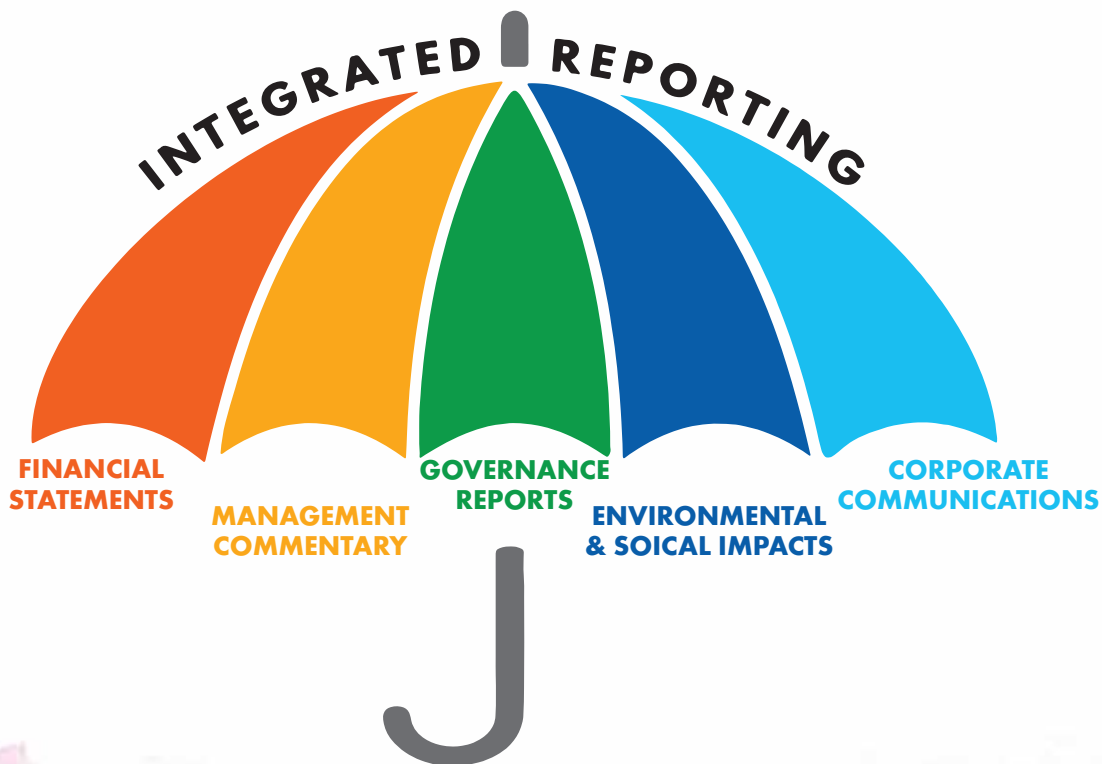 INTEGRATED REPORTING
FINANCIAL
STATEMENTS
MANAGEMENT
COMMENTARY
GOVERNANCE
REPORTS
ENVIRONMENTAL
& SOICAL IMPACTS
CORPORATE
COMMUNICATIONS